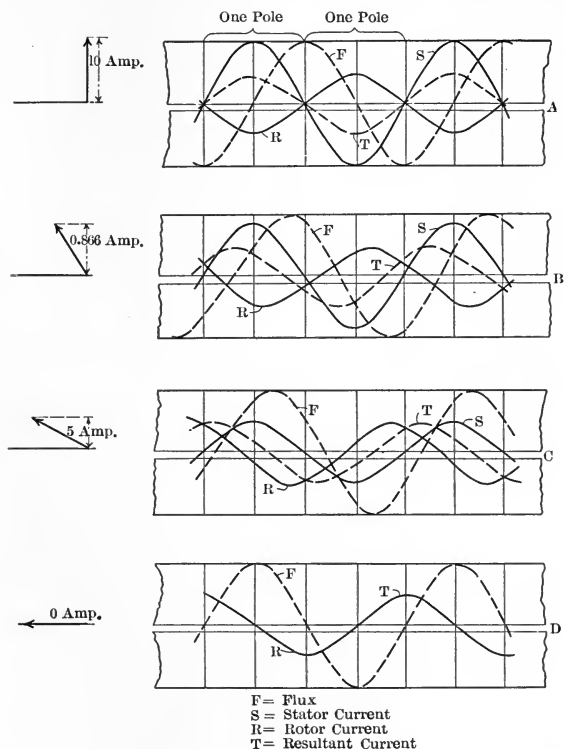 One Pole One Pole
10 Amp.
F
S
R
T
A
0.866 Amp.
F
S
T
R
B
5 Amp.
F
T
S
R
C
0 Amp.
F
T
R
D
F = Flux
S = Stator Current
R = Rotor Current
T = Resultant Current